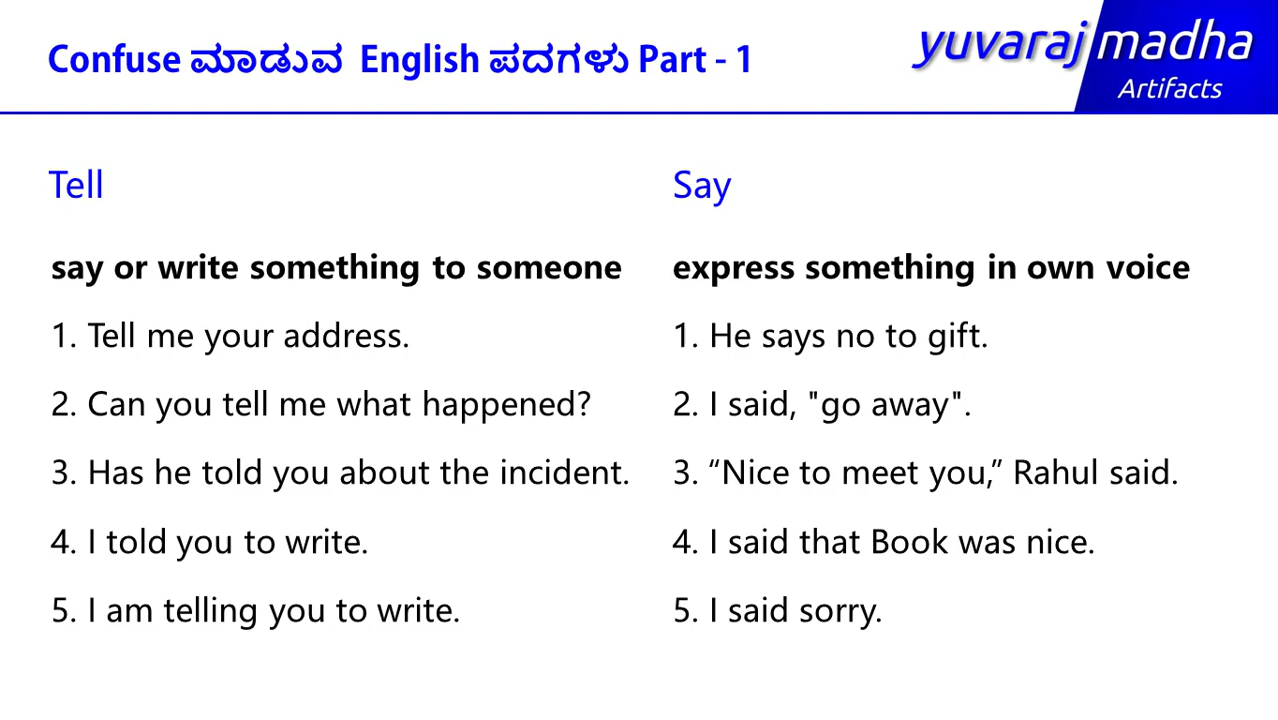 Confuse ಮಾಡುವ English ಪದಗಳು Part - 1
yuvaraj madha
Artifacts
Tell
say or write something to someone
1. Tell me your address.
2. Can you tell me what happened?
3. Has he told you about the incident.
4. I told you to write.
5. I am telling you to write.
Say
express something in own voice
1. He says no to gift.
2. I said, "go away".
3. “Nice to meet you,” Rahul said.
4. I said that Book was nice.
5. I said sorry.